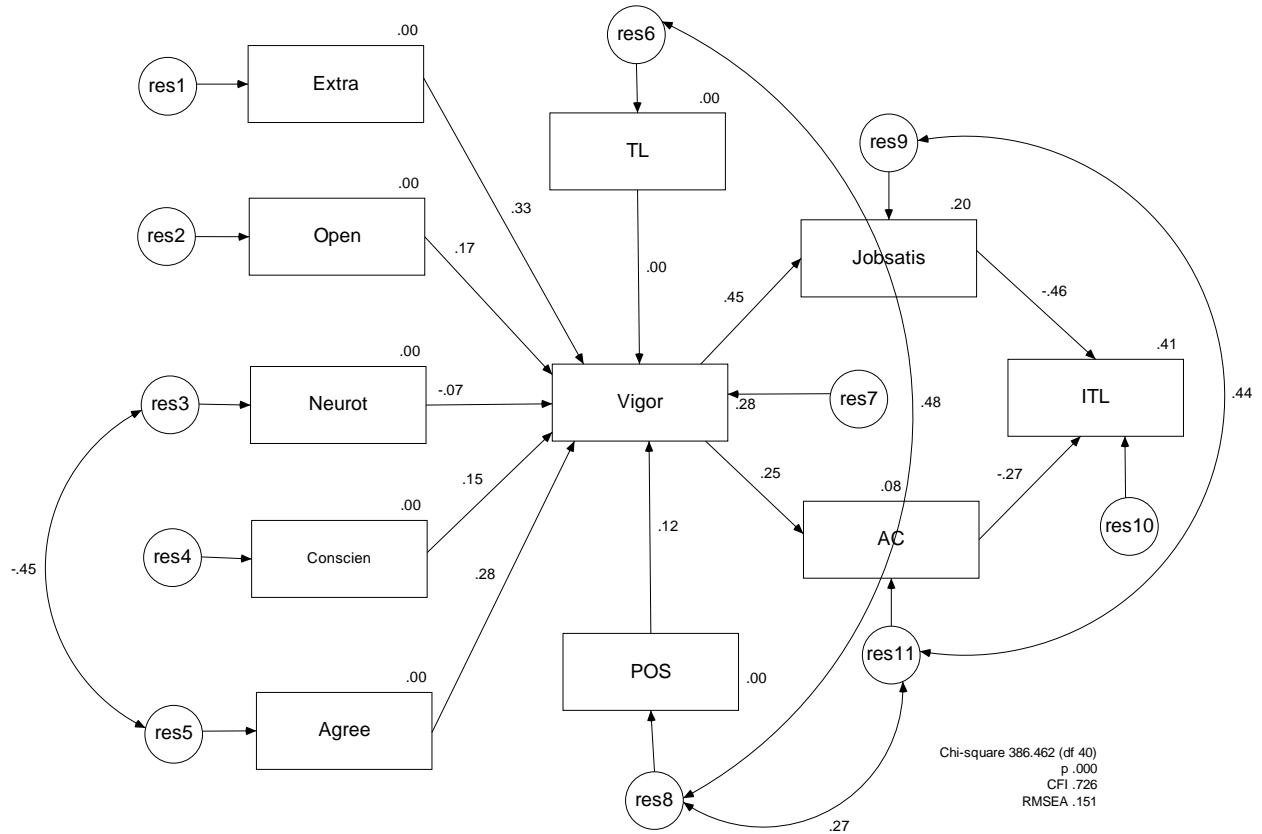 .00
res6
.00
res1
Extra
.00
TL
res9
.00
.20
res2
Open
.33
.17
.00
Jobsatis
.45
-.46
.00
.41
res3
Neurot
-.07
Vigor
.28
res7
.48
ITL
.44
.15
.25
.08
-.27
.00
res4
Conscien
.12
AC
res10
-.45
.28
.00
POS
.00
res11
res5
Agree
res8
.27
Chi-square 386.462 (df 40)
p .000
CFI .726
RMSEA .151